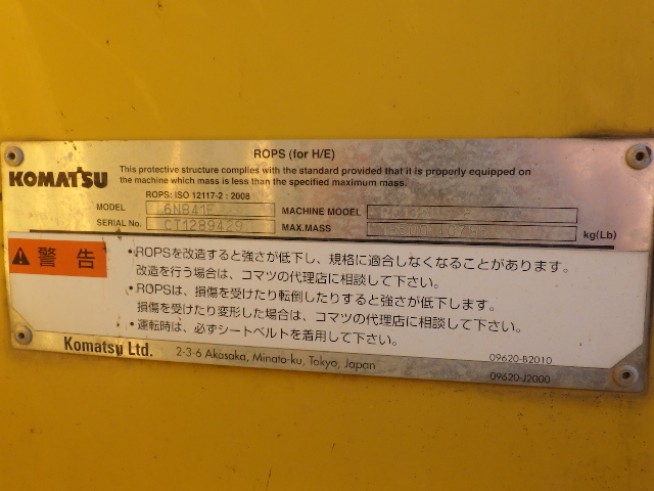 ROPS (for H/E)
KOMATSU
This protective structure complies with the standard provided that it is properly equipped on
the machine which mass is less than the specified maximum mass.
ROPS: ISO 12117-2 : 2008
MODEL MACHINE MODEL
SERIAL No. CT1289429 MAX.MASS kg(Lb)
警告
•ROPSを改造すると強さが低下し、規格に適合しなくなることがあります。
改造を行う場合は、コマツの代理店に相談して下さい。
•ROPSは、損傷を受けたり転倒したりすると強さが低下します。
損傷を受けたり変形した場合は、コマツの代理店に相談して下さい。
•運転時は、必ずシートベルトを着用して下さい。
Komatsu Ltd. 2-3-6 Akasaka, Minato-ku, Tokyo, Japan
09620-B2010
09620-J2000